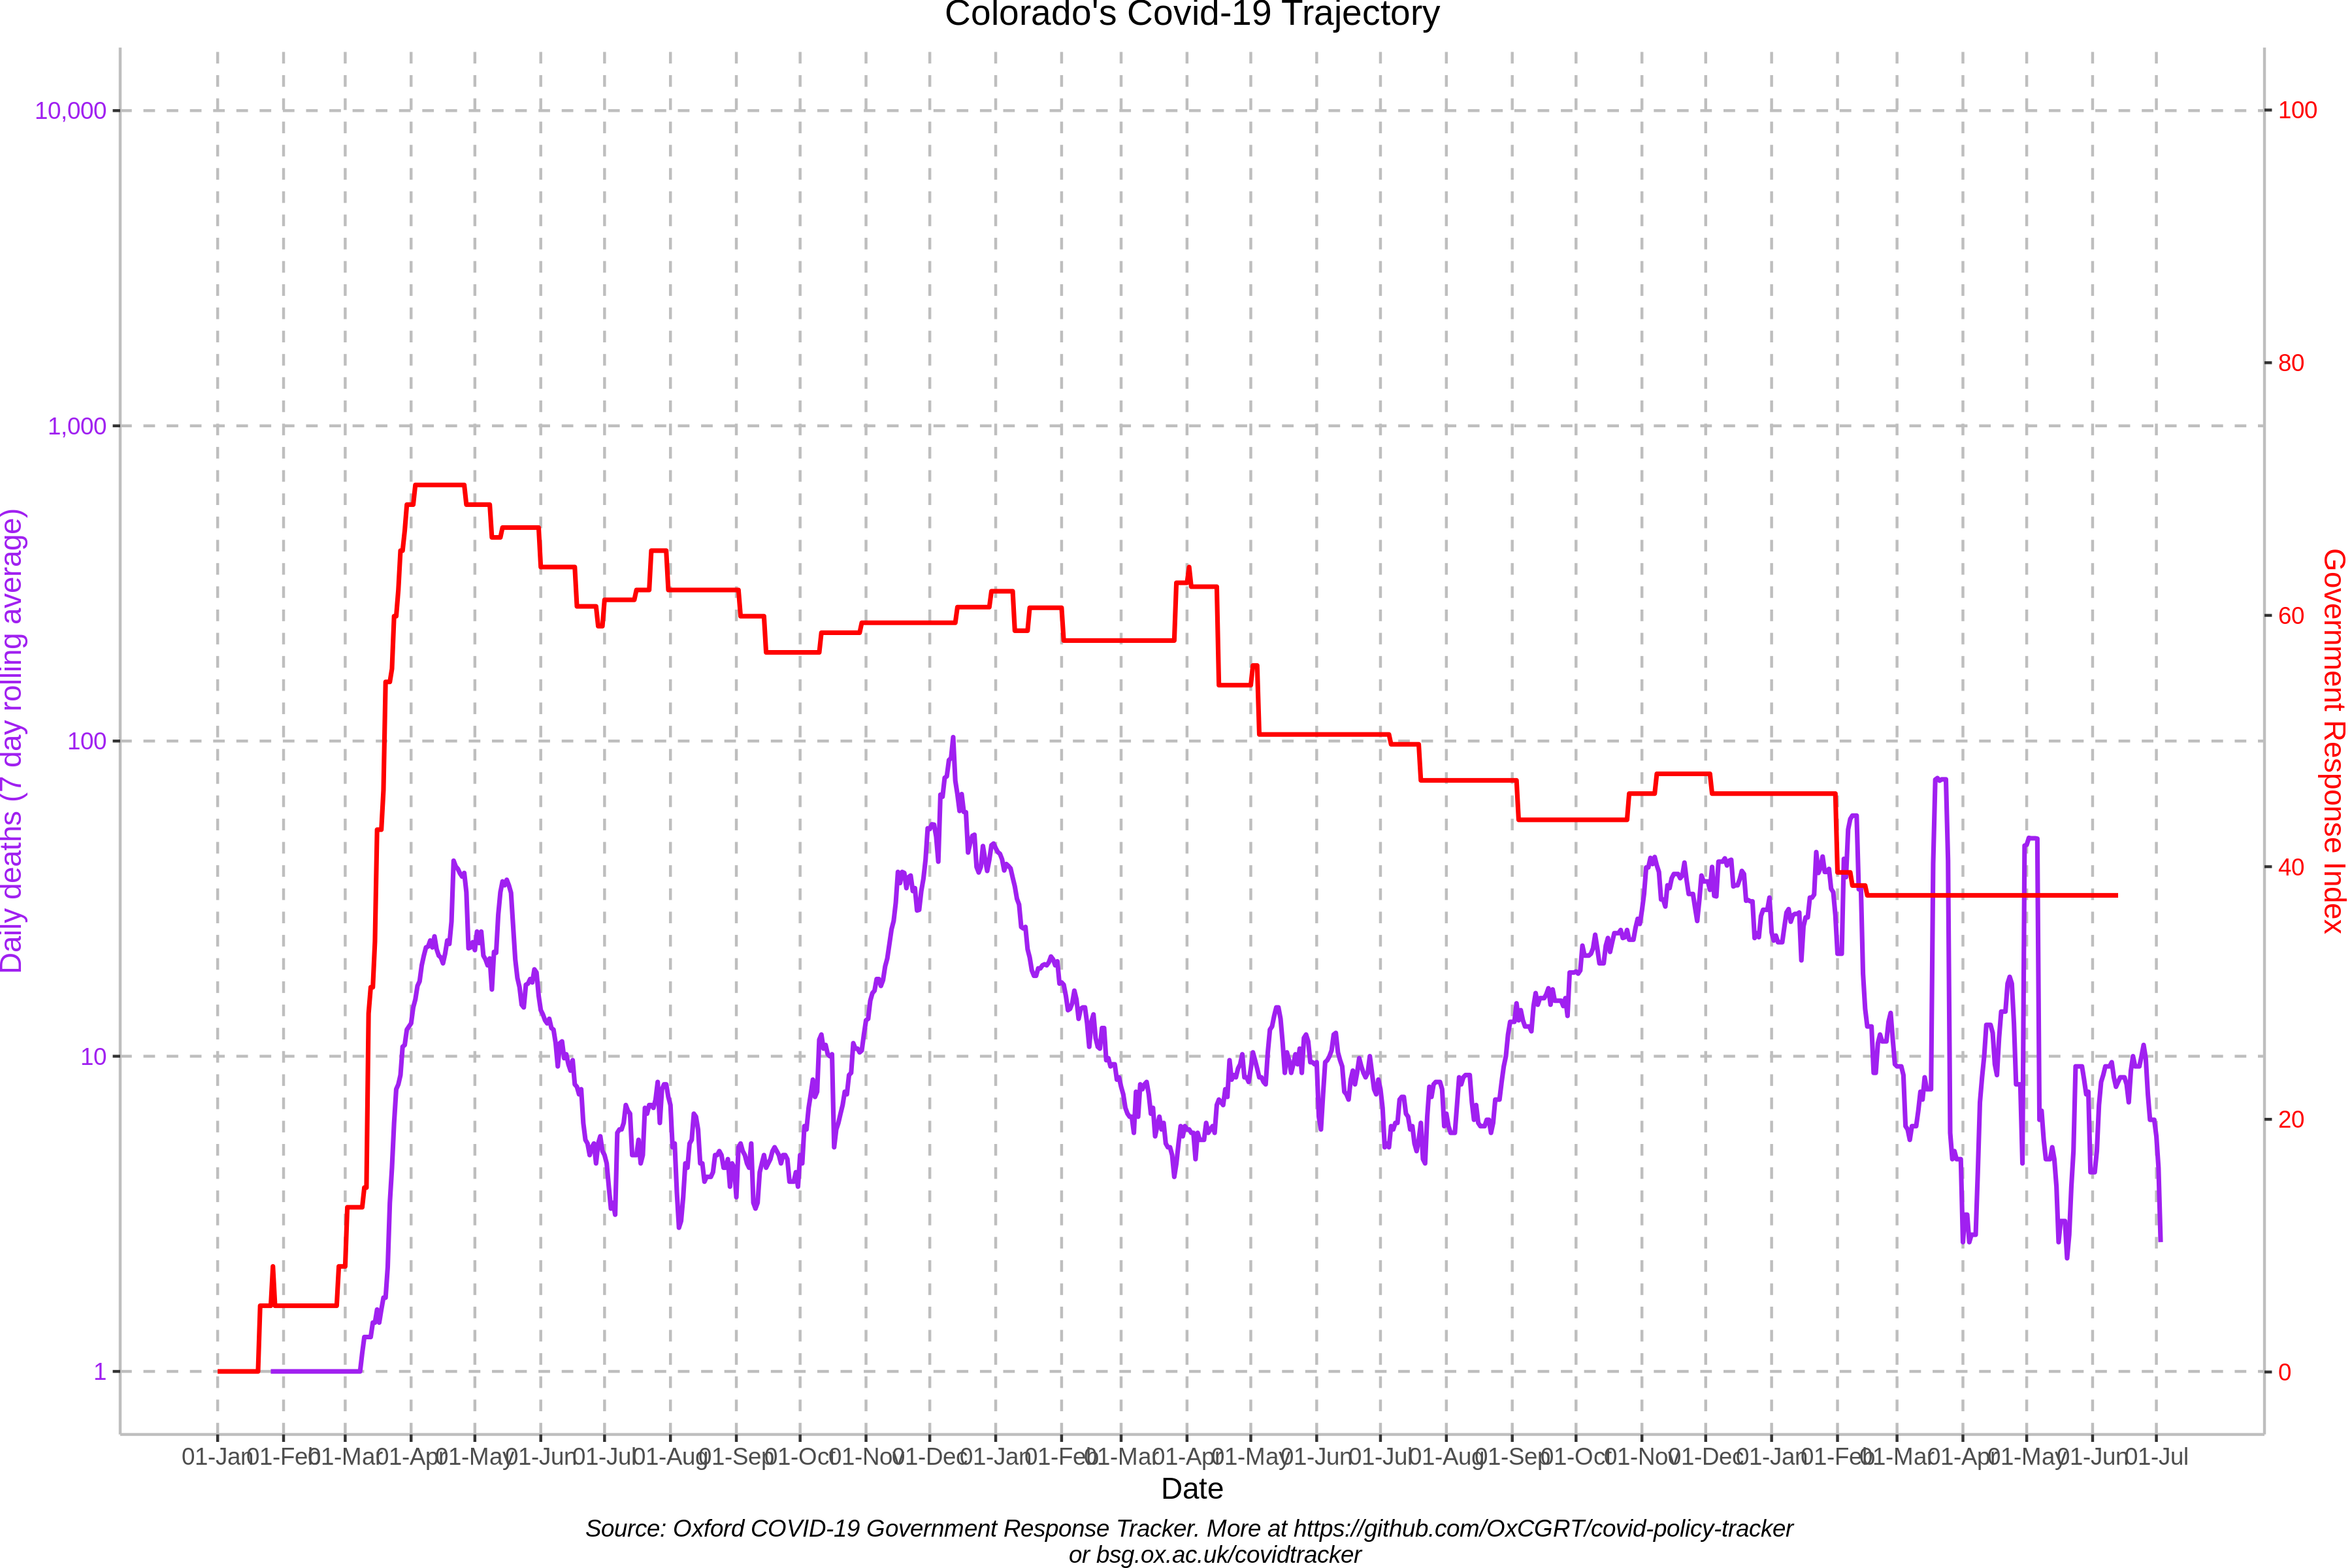 Colorado's Covid-19 Trajectory
10,000
1,000
100
10
1
Daily deaths (7 day rolling average)
100
80
60
40
20
0
Government Response Index
01-Jan 01-Feb 01-Mar 01-Apr 01-May 01-Jun 01-Jul 01-Aug 01-Sep 01-Oct 01-Nov 01-Dec 01-Jan 01-Feb 01-Mar 01-Apr 01-May 01-Jun 01-Jul 01-Aug 01-Sep 01-Oct 01-Nov 01-Dec 01-Jan 01-Feb 01-Mar 01-Apr 01-May 01-Jun 01-Jul
Date
Source: Oxford COVID-19 Government Response Tracker. More at https://github.com/OxCGRT/covid-policy-tracker
or bsg.ox.ac.uk/covidtracker